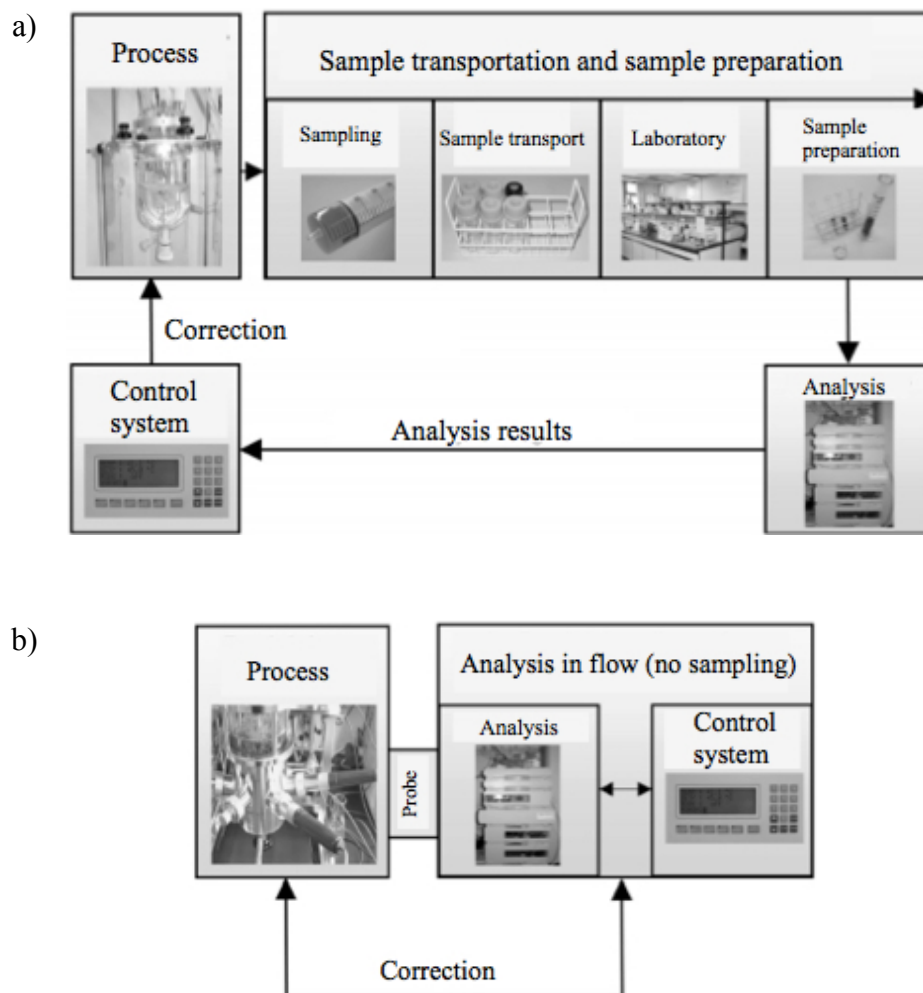 a)
Process
Sample transportation and sample preparation
Sampling
Sample transport
Laboratory
Sample
preparation
Correction
Control
system
Analysis results
Analysis
b)
Process
Probe
Analysis in flow (no sampling)
Analysis
Control
system
Correction